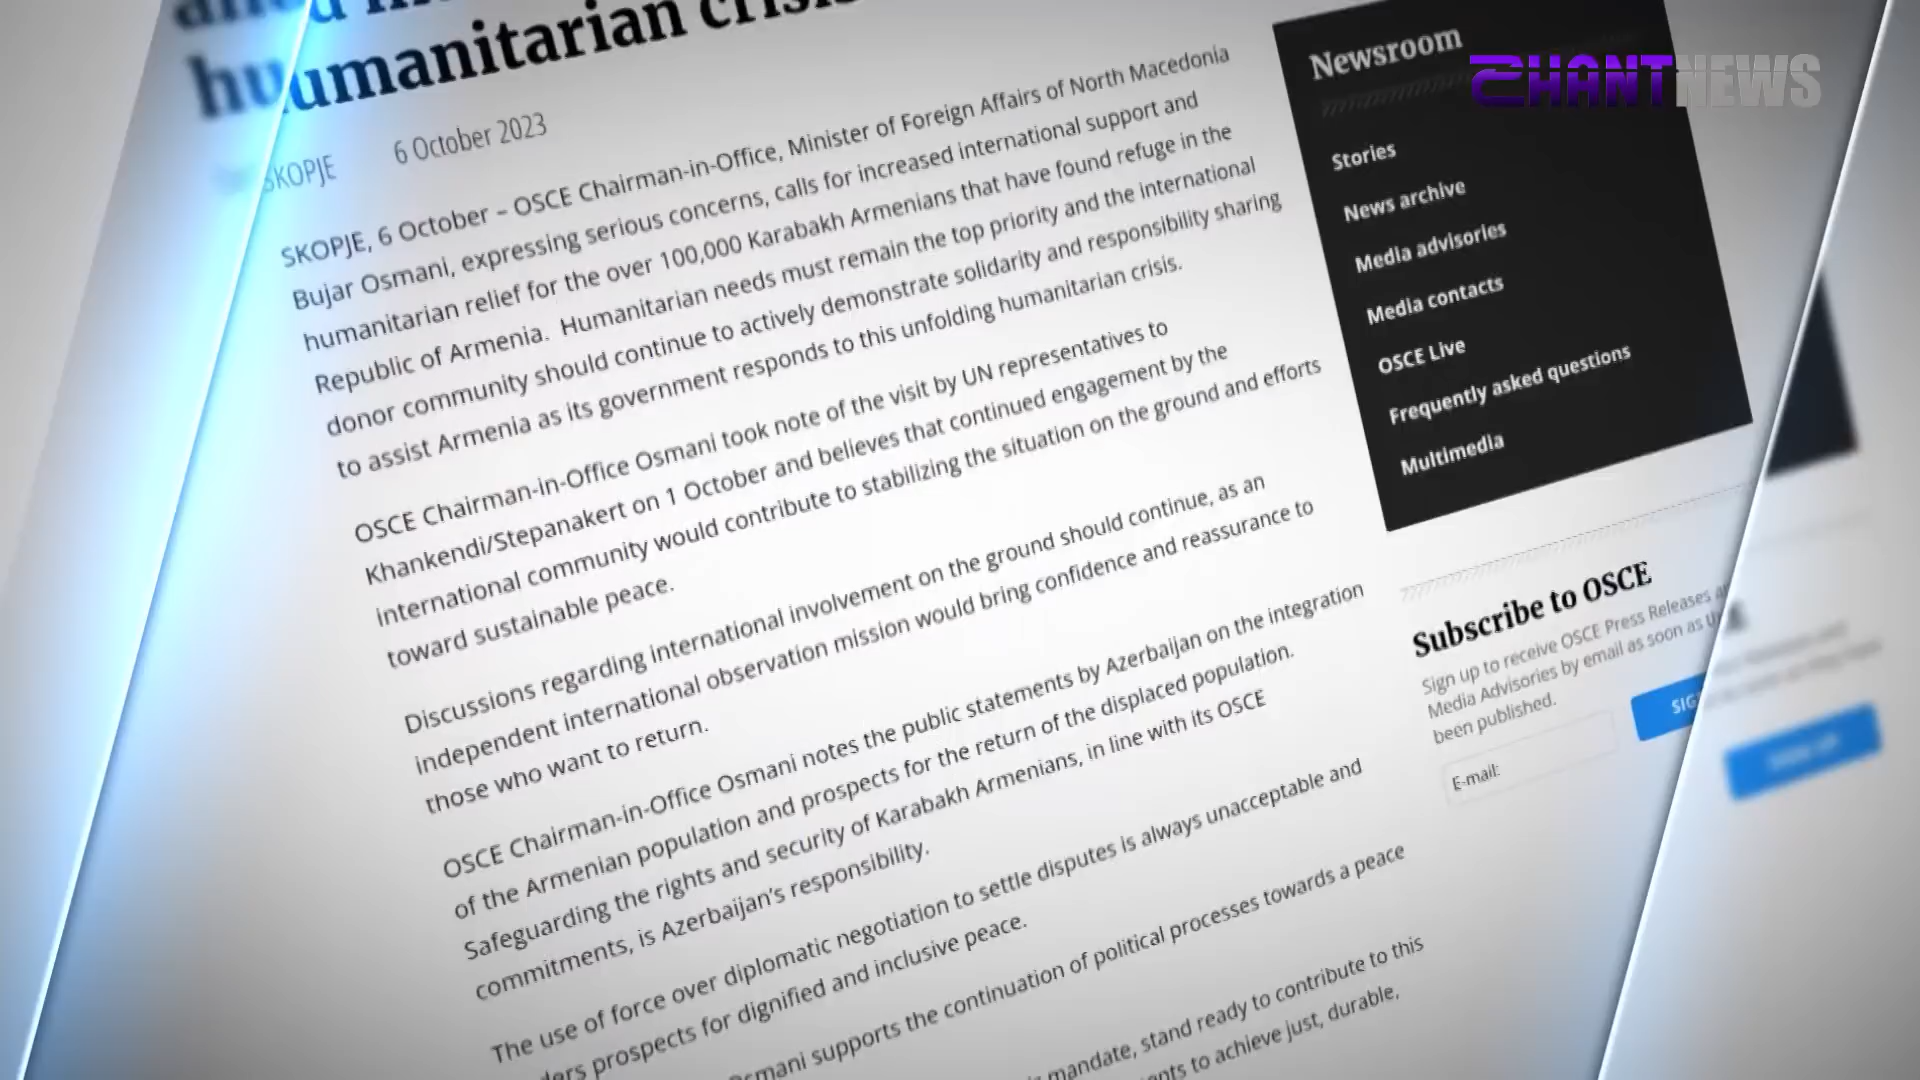 humanitarian crisis
SKOPJE 6 October 2023
SKOPJE, 6 October – OSCE Chairman-in-Office, Minister of Foreign Affairs of North Macedonia
Bujar Osmani, expressing serious concerns, calls for increased international support and
humanitarian relief for the over 100,000 Karabakh Armenians that have found refuge in the
Republic of Armenia. Humanitarian needs must remain the top priority and the international
donor community should continue to actively demonstrate solidarity and responsibility sharing
to assist Armenia as its government responds to this unfolding humanitarian crisis.
OSCE Chairman-in-Office Osmani took note of the visit by UN representatives to
Khankendi/Stepanakert on 1 October and believes that continued engagement by the
international community would contribute to stabilizing the situation on the ground and efforts
toward sustainable peace.
Discussions regarding international involvement on the ground should continue, as an
independent international observation mission would bring confidence and reassurance to
those who want to return.
OSCE Chairman-in-Office Osmani notes the public statements by Azerbaijan on the integration
of the Armenian population and prospects for the return of the displaced population.
Safeguarding the rights and security of Karabakh Armenians, in line with its OSCE
commitments, is Azerbaijan's responsibility.
The use of force over diplomatic negotiation to settle disputes is always unacceptable and
prospects for dignified and inclusive peace.
supports the continuation of political processes towards a peace
mandate, stand ready to contribute to this
to achieve just, durable,
Newsroom
Stories
News archive
Media advisories
Media contacts
OSCE Live
Frequently asked questions
Multimedia
Subscribe to OSCE
Sign up to receive OSCE Press Releases
Media Advisories by email as soon as
been published.
E-mail:
SHANTNEWS